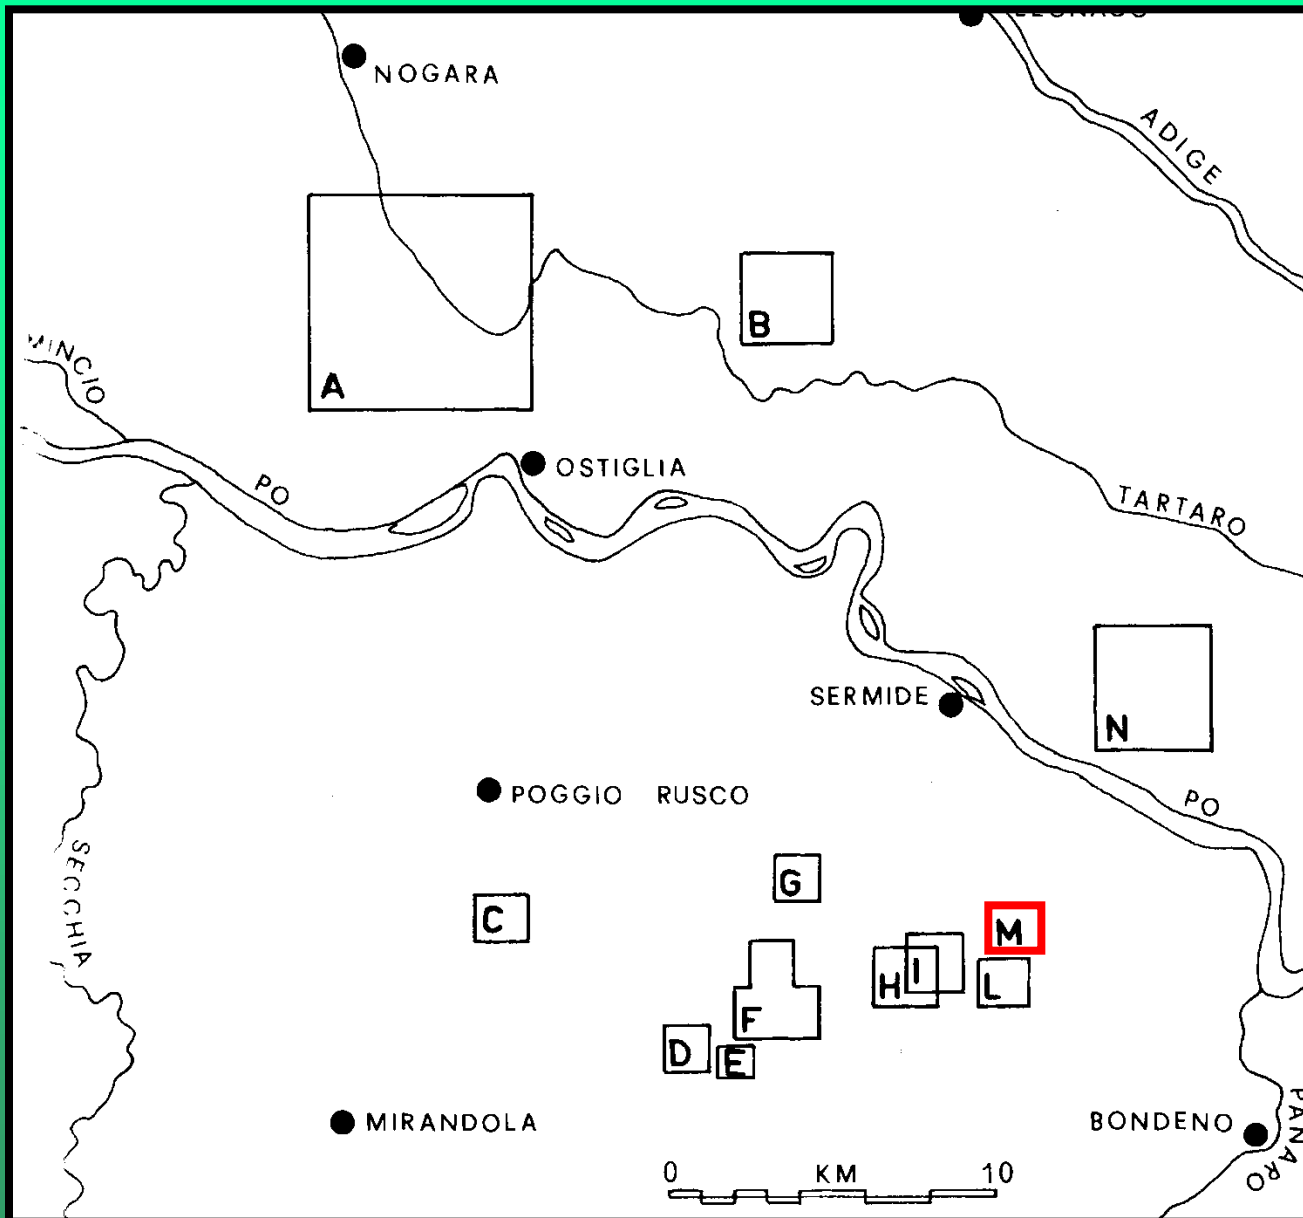 NOGARA
ADIGE
B
A
MINCIO
PO
OSTIGLIA
TARTARO
SERMIDE
N
POGGIO RUSCO
PO
SECCHIA
G
C
M
H I L
F
D E
MIRANDOLA
BONDENO
PANARO
0 KM 10